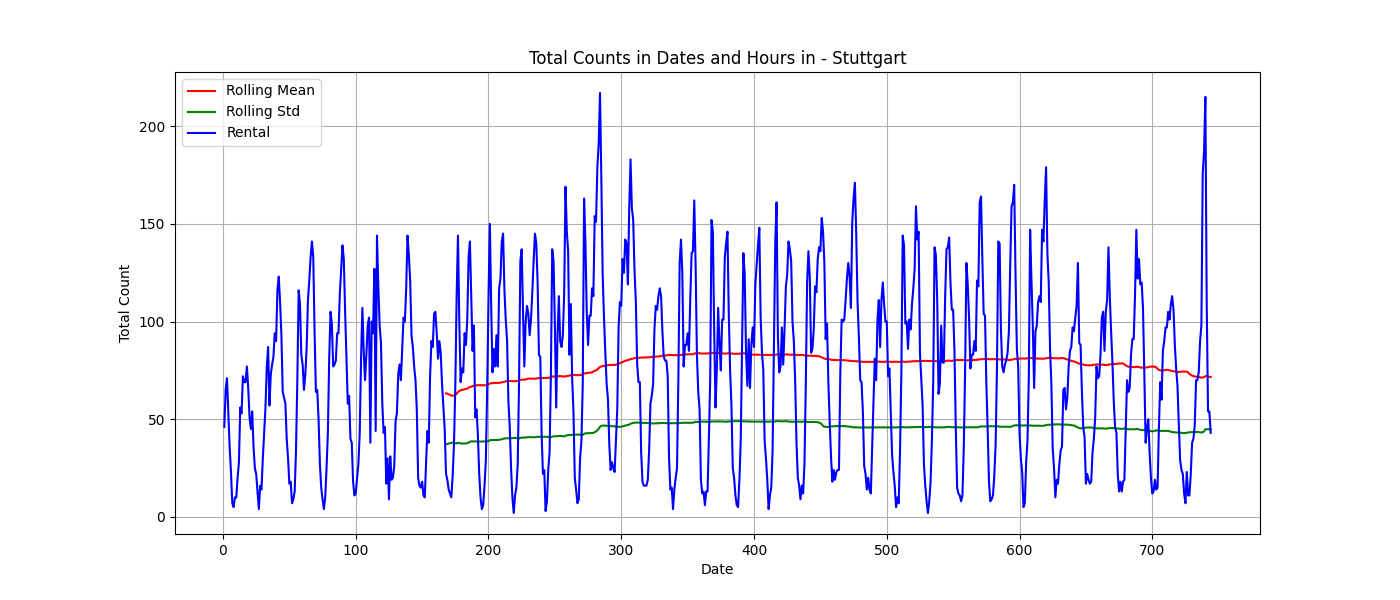 Total Counts in Dates and Hours in - Stuttgart
Rolling Mean
Rolling Std
Rental
Total Count
200
150
100
50
0
0 100 200 300 400 500 600 700
Date